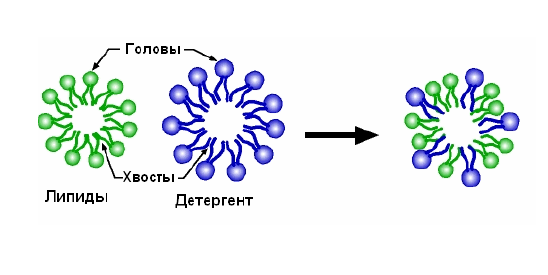 Головы
Хвосты
Липиды
Детергент